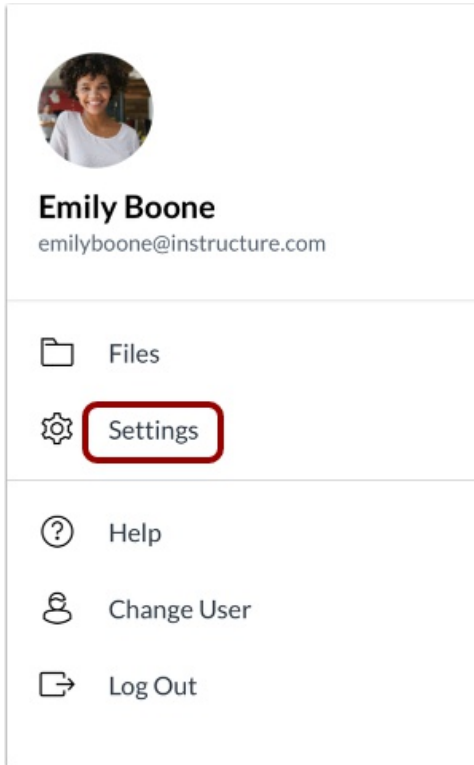 Emily Boone
emilyboone@instructure.com
Files
Settings
Help
Change User
Log Out